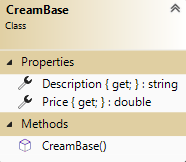 CreamBase
Class
Properties
Description { get; } : string
Price { get; } : double
Methods
CreamBase()